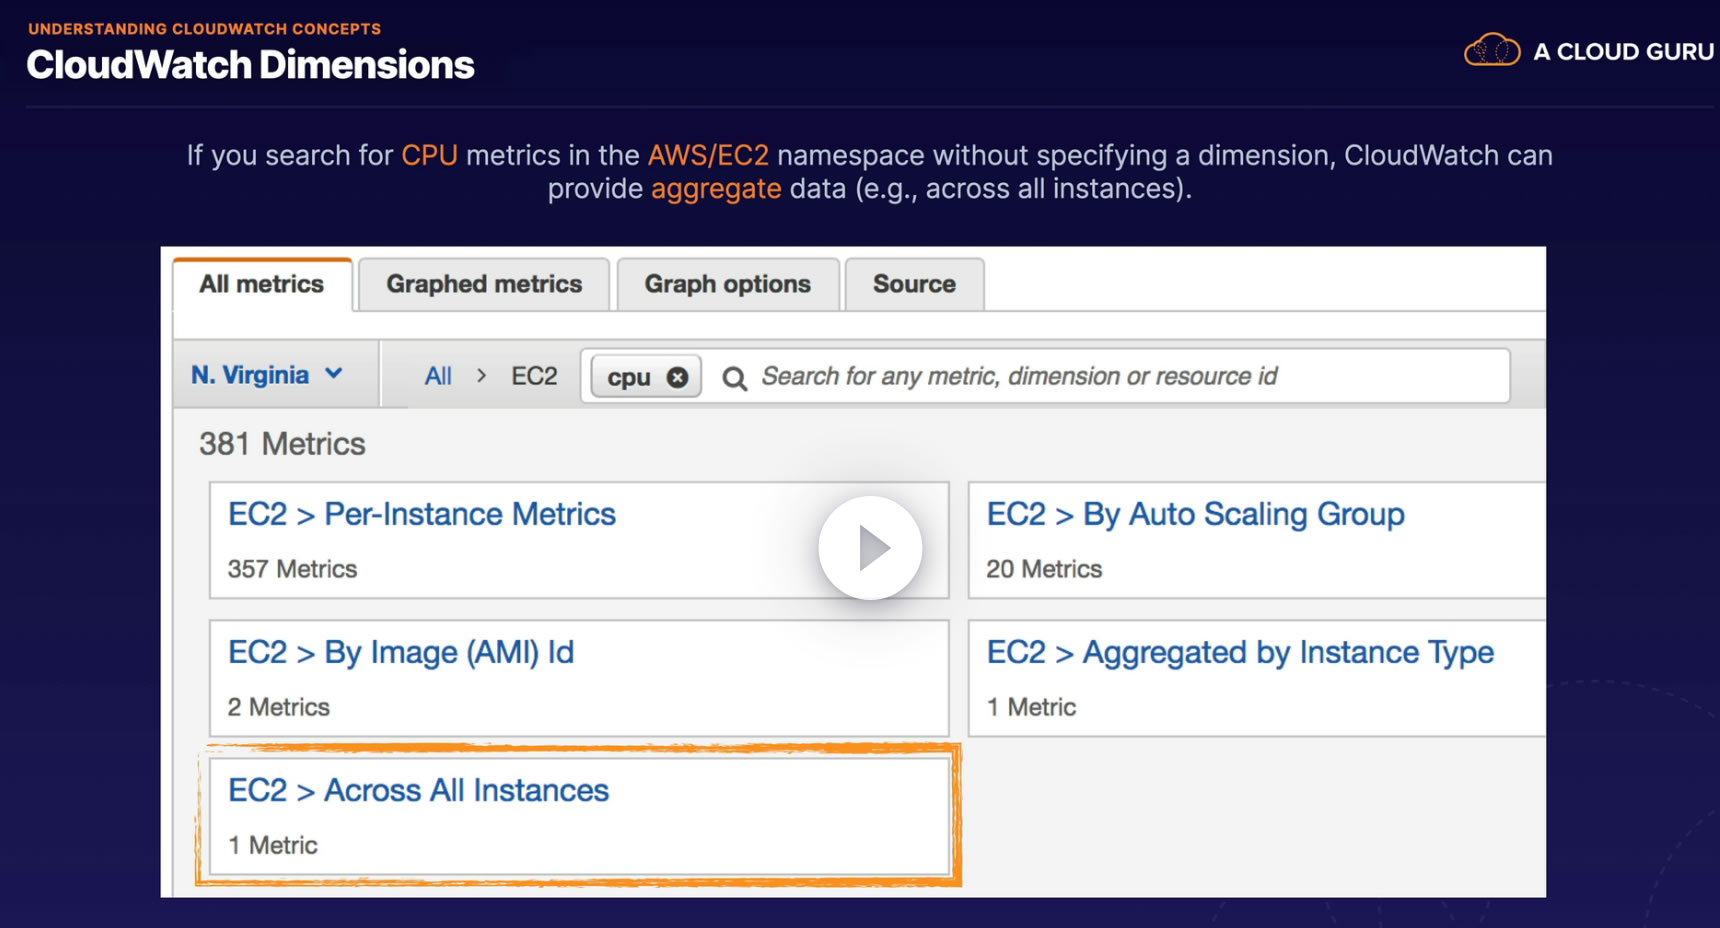 UNDERSTANDING CLOUDWATCH CONCEPTS
CloudWatch Dimensions
A CLOUD GURU
If you search for CPU metrics in the AWS/EC2 namespace without specifying a dimension, CloudWatch can
provide aggregate data (e.g., across all instances).
All metrics Graphed metrics Graph options Source
N. Virginia All > EC2 cpu Search for any metric, dimension or resource id
381 Metrics
EC2 > Per-Instance Metrics
357 Metrics
EC2 > By Auto Scaling Group
20 Metrics
EC2 > By Image (AMI) Id
2 Metrics
EC2 > Aggregated by Instance Type
1 Metric
EC2 > Across All Instances
1 Metric